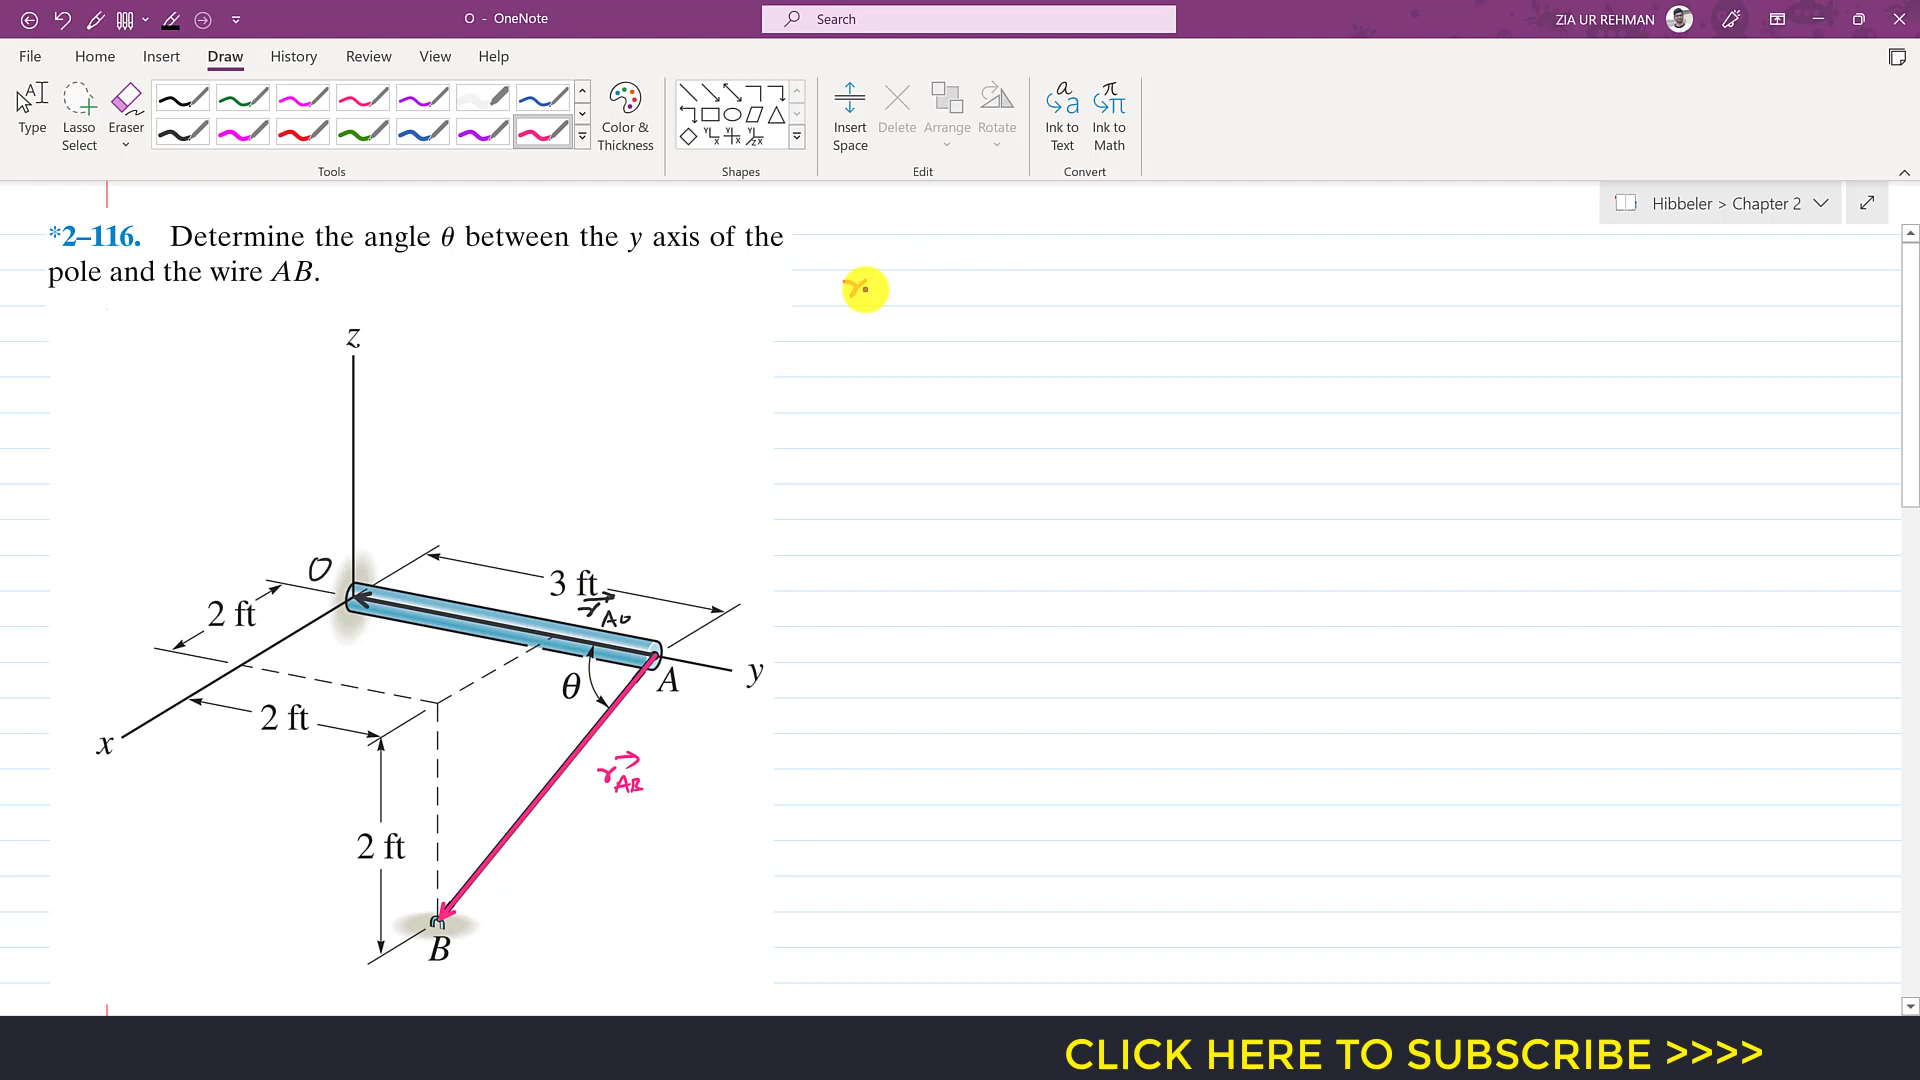 O - OneNote
Search
ZIA UR REHMAN
File Home Insert Draw History Review View Help
Type
Lasso Select
Eraser
Color & Thickness
Insert Space
Delete
Arrange
Rotate
Ink to Text
Ink to Math
Tools
Shapes
Edit
Convert
Hibbeler > Chapter 2
*2–116. Determine the angle θ between the y axis of the
pole and the wire AB.
z
O
3 ft
r AO
2 ft
y
A
θ
2 ft
x
r AB
2 ft
B
r
CLICK HERE TO SUBSCRIBE >>>>